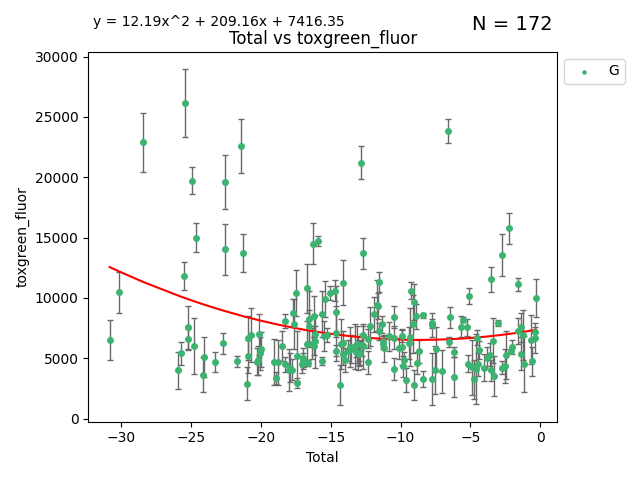 y = 12.19x^2 + 209.16x + 7416.35
N = 172
Total vs toxgreen_fluor
G
toxgreen_fluor
30000
25000
20000
15000
10000
5000
0
−30 −25 −20 −15 −10 −5 0
Total